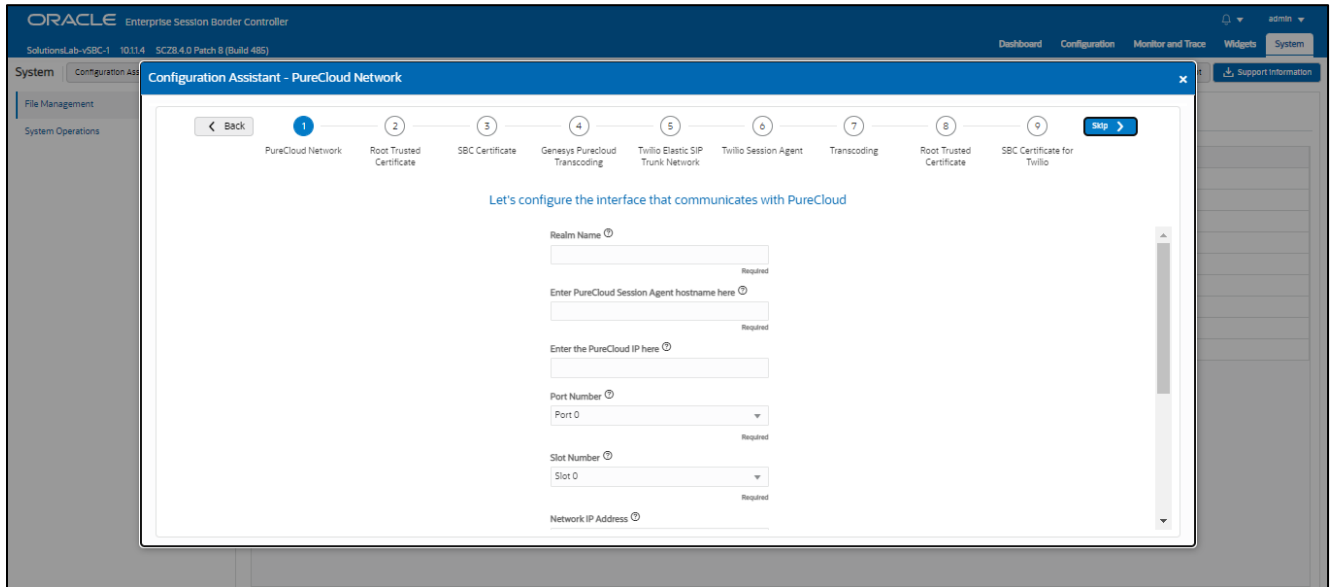 ORACLE Enterprise Session Border Controller
admin
SolutionsLab-vSBC-1 10.1.1.4 SCZ8.4.0 Patch 8 (Build 485)
Dashboard Configuration Monitor and Trace Widgets System
System Configuration Ass
Support Information
Configuration Assistant - PureCloud Network
×
File Management
System Operations
Back 1 2 3 4 5 6 7 8 9 Skip
PureCloud Network Root Trusted SBC Certificate Genesys Purecloud Twilio Elastic SIP Twilio Session Agent Transcoding Root Trusted SBC Certificate for
Certificate Transcoding Trunk Network Certificate Twilio
Let's configure the interface that communicates with PureCloud
Realm Name ?
Required
Enter PureCloud Session Agent hostname here ?
Required
Enter the PureCloud IP here ?
Port Number ?
Port 0
Required
Slot Number ?
Slot 0
Required
Network IP Address ?